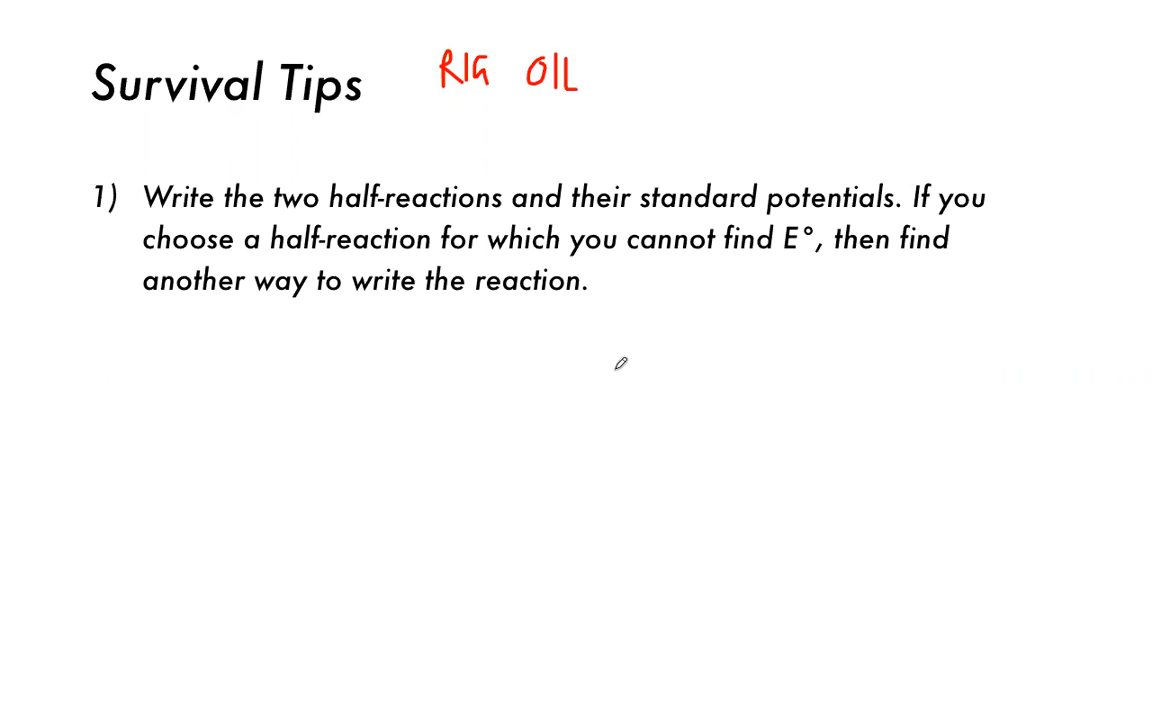 Survival Tips RIG OIL
1) Write the two half-reactions and their standard potentials. If you
choose a half-reaction for which you cannot find E°, then find
another way to write the reaction.